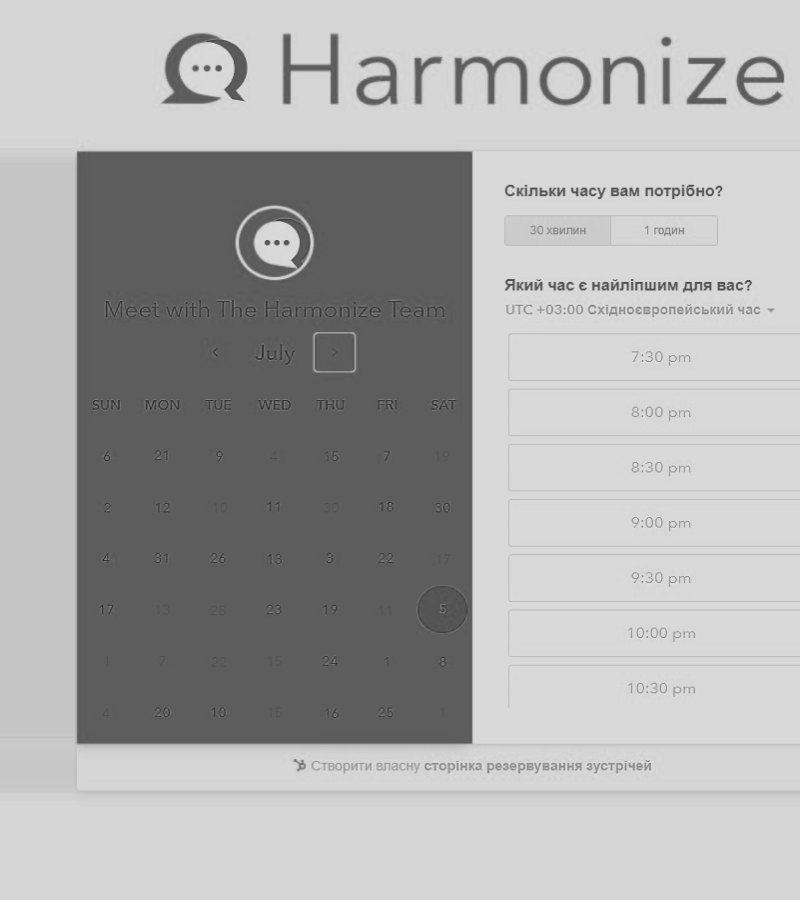 Harmonize
Meet with The Harmonize Team
July
SUN MON TUE WED THU FRI SAT
6 21 9 4 15 7 19
2 12 10 11 30 18 30
4 31 26 13 3 22 17
17 13 28 23 19 11 5
1 7 22 15 24 1 8
4 20 10 15 16 25 1
Скільки часу вам потрібно?
30 хвилин 1 годин
Який час є найліпшим для вас?
UTC +03:00 Східноєвропейський час
7:30 pm
8:00 pm
8:30 pm
9:00 pm
9:30 pm
10:00 pm
10:30 pm
Створити власну сторінка резервування зустрічей